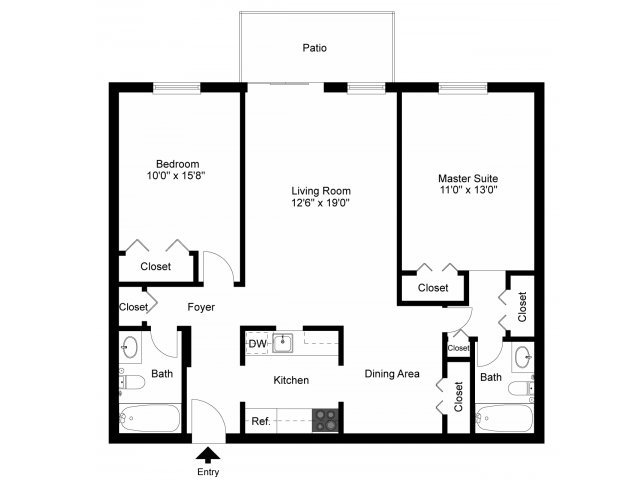 Patio
Bedroom
10'0" x 15'8"
Living Room
12'6" x 19'0"
Master Suite
11'0" x 13'0"
Closet
Closet
Closet
Foyer
Closet
DW
Closet
Bath
Kitchen
Dining Area
Bath
Closet
Ref.
Entry